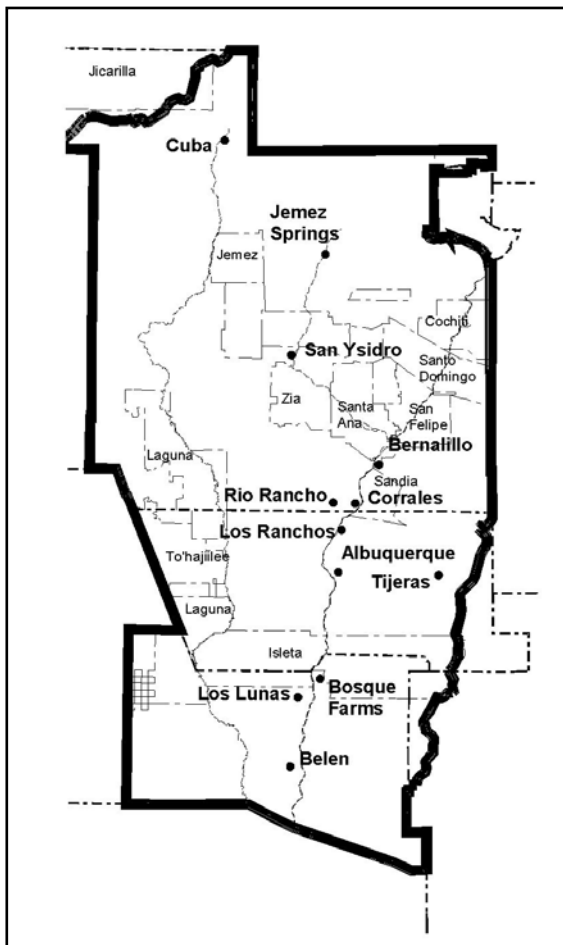 Jicarilla
Cuba
Jemez
Springs
Jemez
Cochiti
San Ysidro
Santo
Domingo
Zia
Santa
Ana
San
Felipe
Bernalillo
Laguna
Sandia
Rio Rancho
Corrales
Los Ranchos
To'hajiilee
Albuquerque
Tijeras
Laguna
Isleta
Los Lunas
Bosque
Farms
Belen